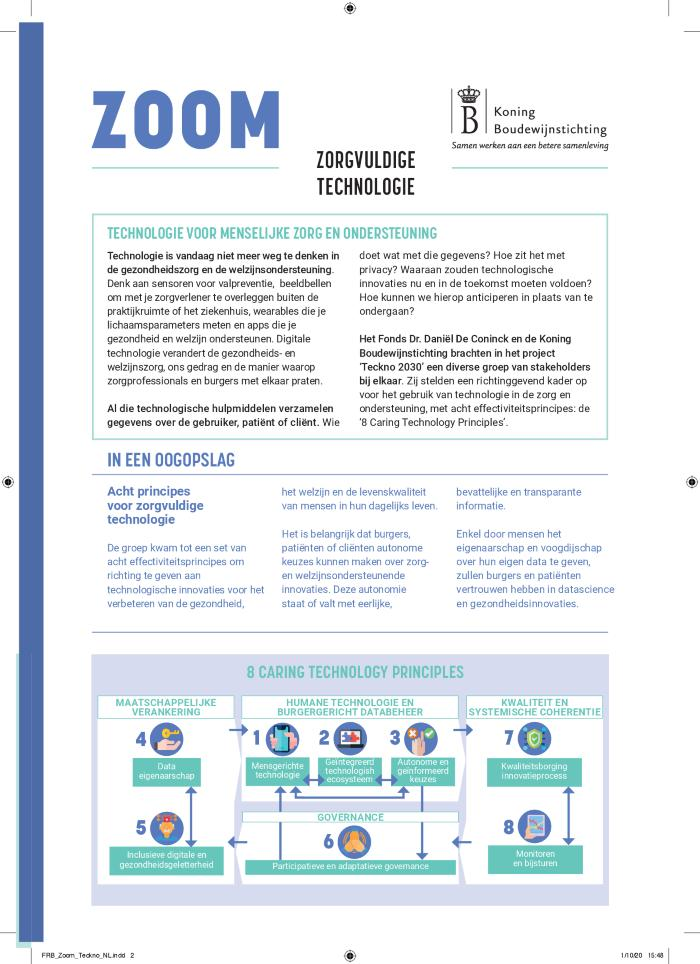 ZOOM
Koning
Boudewijnstichting
Samen werken aan een betere samenleving
ZORGVULDIGE
TECHNOLOGIE
TECHNOLOGIE VOOR MENSELIJKE ZORG EN ONDERSTEUNING
Technologie is vandaag niet meer weg te denken in
de gezondheidszorg en de welzijnsondersteuning.
Denk aan sensoren voor valpreventie, beeldbellen
om met je zorgverlener te overleggen buiten de
praktijkruimte of het ziekenhuis, wearables die je
lichaamsparameters meten en apps die je
gezondheid en welzijn ondersteunen. Digitale
technologie verandert de gezondheids- en
welzijnszorg, ons gedrag en de manier waarop
zorgprofessionals en burgers met elkaar praten.
Al die technologische hulpmiddelen verzamelen
gegevens over de gebruiker, patiënt of cliënt. Wie
doet wat met die gegevens? Hoe zit het met
privacy? Waaraan zouden technologische
innovaties nu en in de toekomst moeten voldoen?
Hoe kunnen we hierop anticiperen in plaats van te
ondergaan?
Het Fonds Dr. Daniël De Coninck en de Koning
Boudewijnstichting brachten in het project
‘Teckno 2030’ een diverse groep van stakeholders
bij elkaar. Zij stelden een richtinggevend kader op
voor het gebruik van technologie in de zorg en
ondersteuning, met acht effectiviteitsprincipes: de
‘8 Caring Technology Principles’.
IN EEN OOGOPSLAG
Acht principes
voor zorgvuldige
technologie
De groep kwam tot een set van
acht effectiviteitsprincipes om
richting te geven aan
technologische innovaties voor het
verbeteren van de gezondheid,
het welzijn en de levenskwaliteit
van mensen in hun dagelijks leven.
Het is belangrijk dat burgers,
patiënten of cliënten autonome
keuzes kunnen maken over zorg-
en welzijnsondersteunende
innovaties. Deze autonomie
staat of valt met eerlijke,
bevattelijke en transparante
informatie.
Enkel door mensen het
eigenaarschap en voogdijschap
over hun eigen data te geven,
zullen burgers en patiënten
vertrouwen hebben in datascience
en gezondheidsinnovaties.
8 CARING TECHNOLOGY PRINCIPLES
MAATSCHAPPELIJKE
VERANKERING
4
Data
eigenaarschap
5
Inclusieve digitale en
gezondheidsgeletterheid
HUMANE TECHNOLOGIE EN
BURGERGERICHT DATABEHEER
1
Mensgerichte
technologie
2
Geïntegreerd
technologisch
ecosysteem
3
Autonome en
geïnformeerd
keuzes
GOVERNANCE
6
Participatieve en adaptatieve governance
KWALITEIT EN
SYSTEMISCHE COHERENTIE
7
Kwaliteitsborging
innovatieproces
8
Monitoren
en bijsturen
FRB_Zoom_Teckno_NL.indd 2
1/10/20 15:48